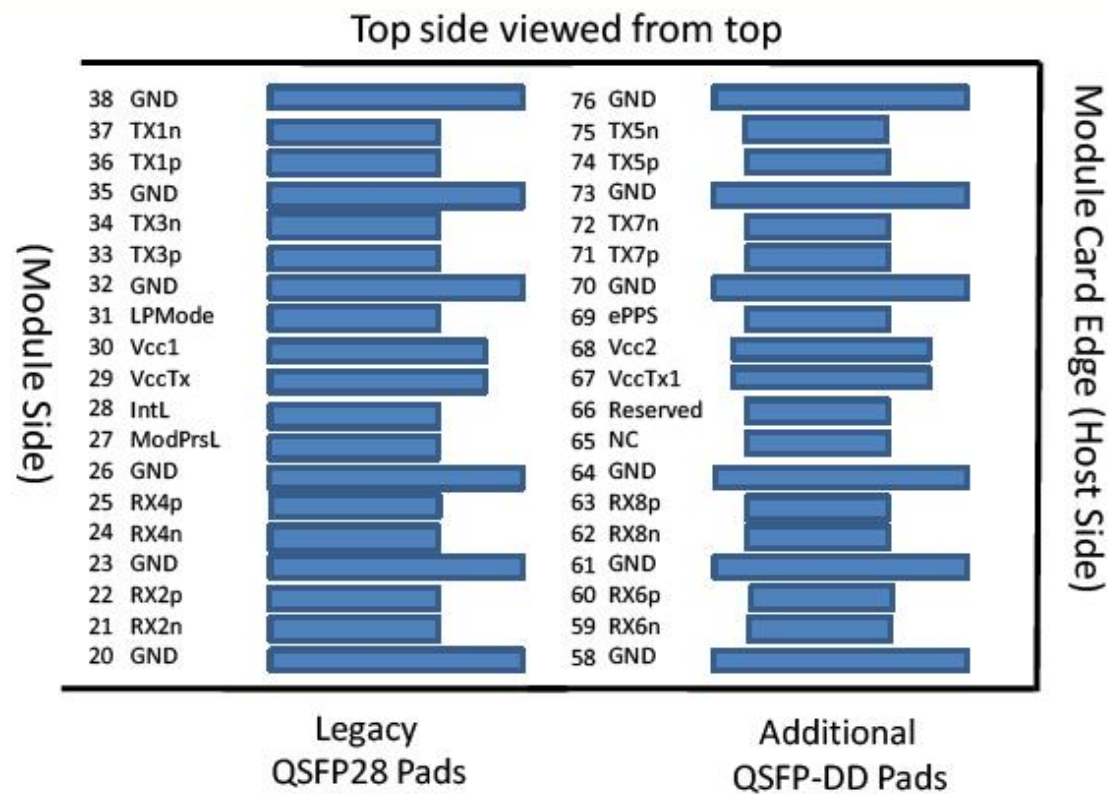 Top side viewed from top
38 GND
37 TX1n
36 TX1p
35 GND
34 TX3n
33 TX3p
32 GND
31 LPMode
30 Vcc1
29 VccTx
28 IntL
27 ModPrsL
26 GND
25 RX4p
24 RX4n
23 GND
22 RX2p
21 RX2n
20 GND
76 GND
75 TX5n
74 TX5p
73 GND
72 TX7n
71 TX7p
70 GND
69 ePPS
68 Vcc2
67 VccTx1
66 Reserved
65 NC
64 GND
63 RX8p
62 RX8n
61 GND
60 RX6p
59 RX6n
58 GND
(Module Side)
Module Card Edge (Host Side)
Legacy
QSFP28 Pads
Additional
QSFP-DD Pads